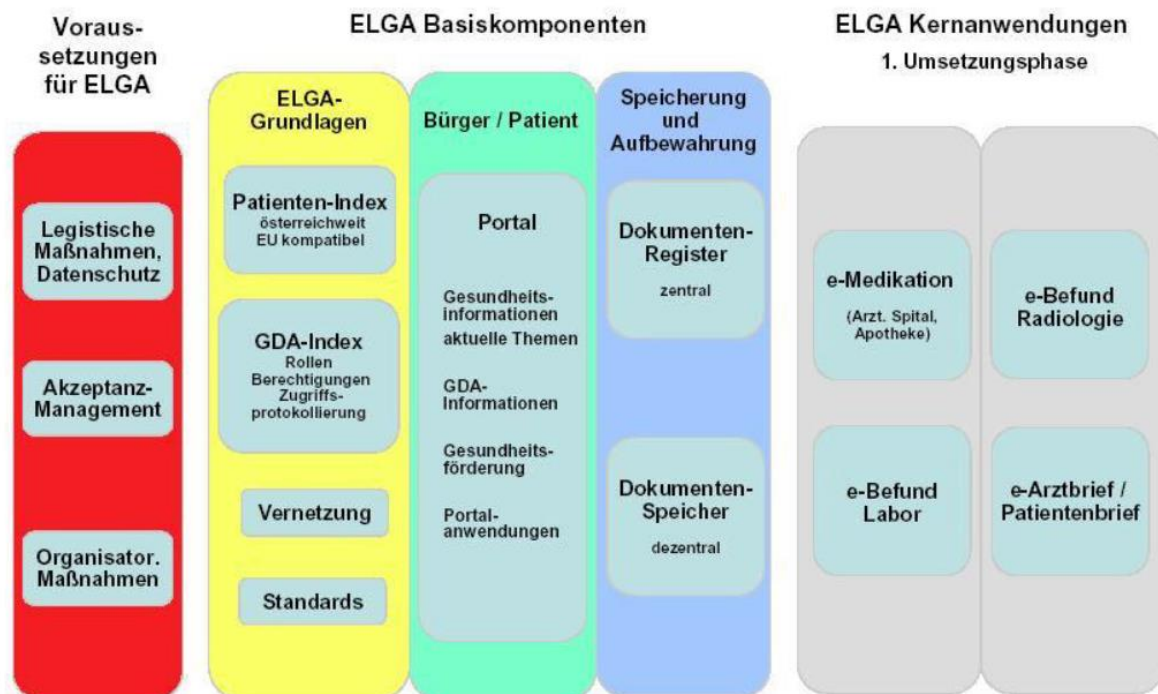 Voraus-
setzungen
für ELGA
Legistische
Maßnahmen,
Datenschutz
Akzeptanz-
Management
Organisator.
Maßnahmen
ELGA Basiskomponenten
ELGA-
Grundlagen
Patienten-Index
österreichweit
EU kompatibel
GDA-Index
Rollen
Berechtigungen
Zugriffs-
protokollierung
Vernetzung
Standards
Bürger / Patient
Portal
Gesundheits-
informationen
aktuelle Themen
GDA-
Informationen
Gesundheits-
förderung
Portal-
anwendungen
Speicherung
und
Aufbewahrung
Dokumenten-
Register
zentral
Dokumenten-
Speicher
dezentral
ELGA Kernanwendungen
1. Umsetzungsphase
e-Medikation
(Arzt. Spital,
Apotheke)
e-Befund
Labor
e-Befund
Radiologie
e-Arztbrief /
Patientenbrief